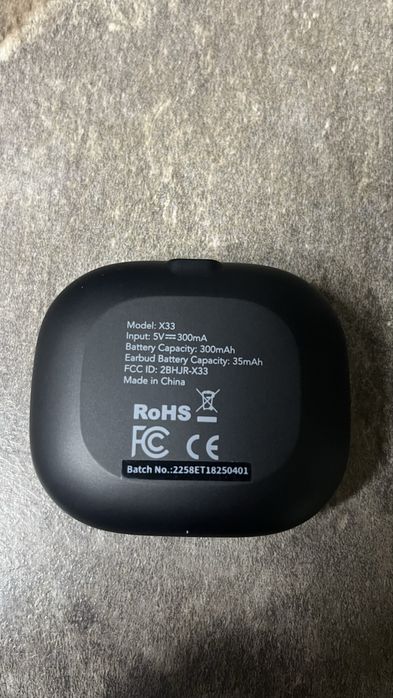 Model: X33
Input: 5V⎓300mA
Battery Capacity: 300mAh
Earbud Battery Capacity: 35mAh
FCC ID: 2BHJR-X33
Made in China
RoHS
FC CE
Batch No.:2258ET18250401